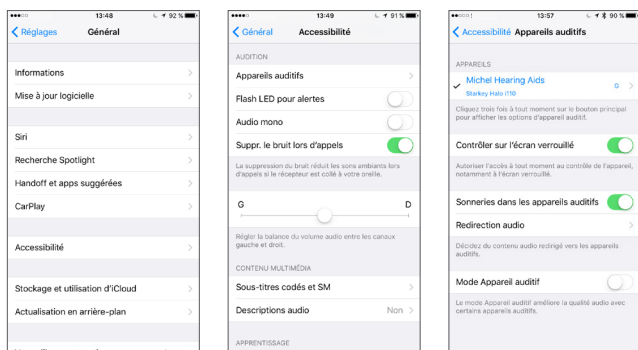 13:48
92 %
Réglages
Général
Informations
Mise à jour logicielle
Siri
Recherche Spotlight
Handoff et apps suggérées
CarPlay
Accessibilité
Stockage et utilisation d'iCloud
Actualisation en arrière-plan
13:49
91 %
Général
Accessibilité
AUDITION
Appareils auditifs
Flash LED pour alertes
Audio mono
Suppr. le bruit lors d'appels
La suppression du bruit réduit les sons ambiants lors
d'appels si le récepteur est collé à votre oreille.
G D
Régler la balance du volume audio entre les canaux
gauche et droit.
CONTENU MULTIMÉDIA
Sous-titres codés et SM
Descriptions audio Non
APPRENTISSAGE
13:57
90 %
Accessibilité
Appareils auditifs
APPAREILS
Michel Hearing Aids
Starkey Halo i110
Cliquez trois fois à tout moment sur le bouton principal
pour afficher les options d'appareil auditif.
Contrôler sur l'écran verrouillé
Autoriser l'accès à tout moment au contrôle de l'appareil,
notamment à l'écran verrouillé.
Sonneries dans les appareils auditifs
Redirection audio
Décidez du contenu audio redirigé vers les appareils
auditifs.
Mode Appareil auditif
Le mode Appareil auditif améliore la qualité audio avec
certains appareils auditifs.